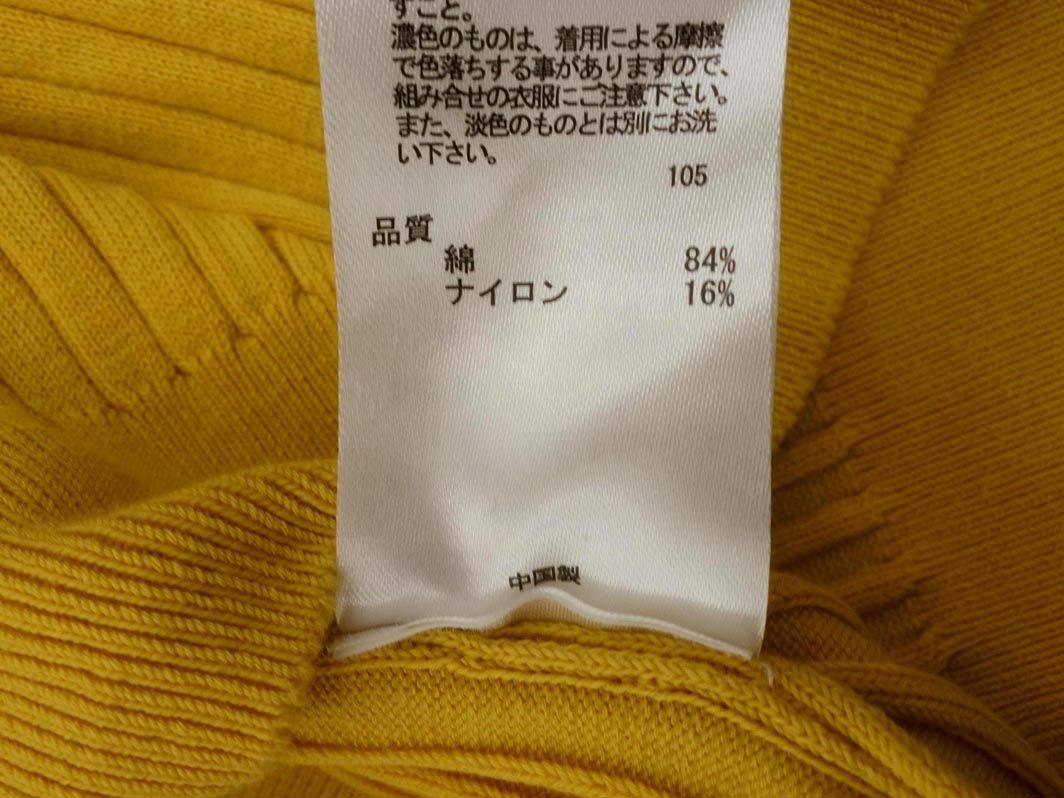 すこと。
濃色のものは、着用による摩擦
で色落ちする事がありますので、
組み合せの衣服にご注意下さい。
また、淡色のものとは別にお洗
い下さい。
105
品質
綿 84%
ナイロン 16%
中国製